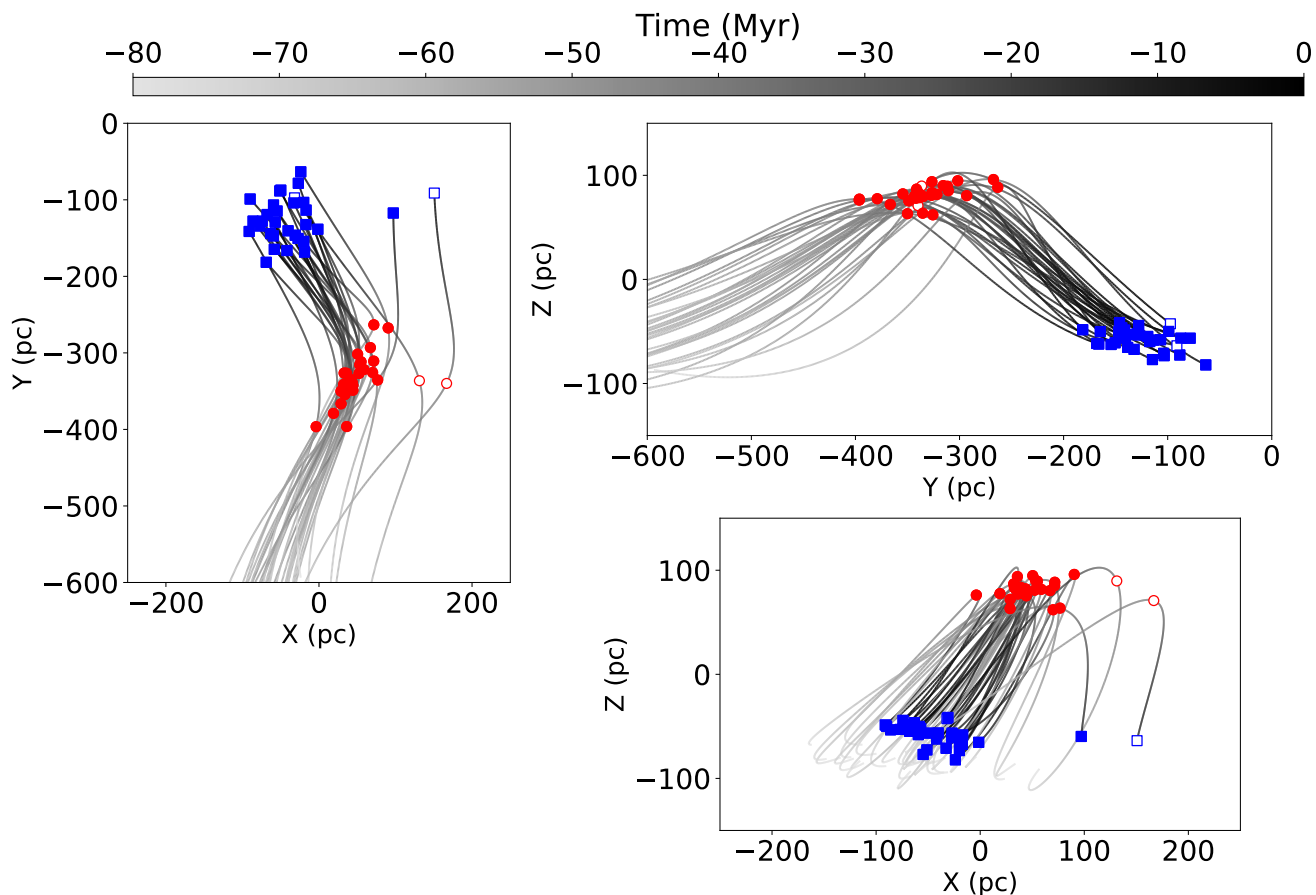 Time (Myr)
−80 −70 −60 −50 −40 −30 −20 −10 0
0
−100
−200
−300
−400
−500
−600
Y (pc)
−200 0 200
X (pc)
100
0
−100
Z (pc)
−600 −500 −400 −300 −200 −100 0
Y (pc)
100
0
−100
Z (pc)
−200 −100 0 100 200
X (pc)